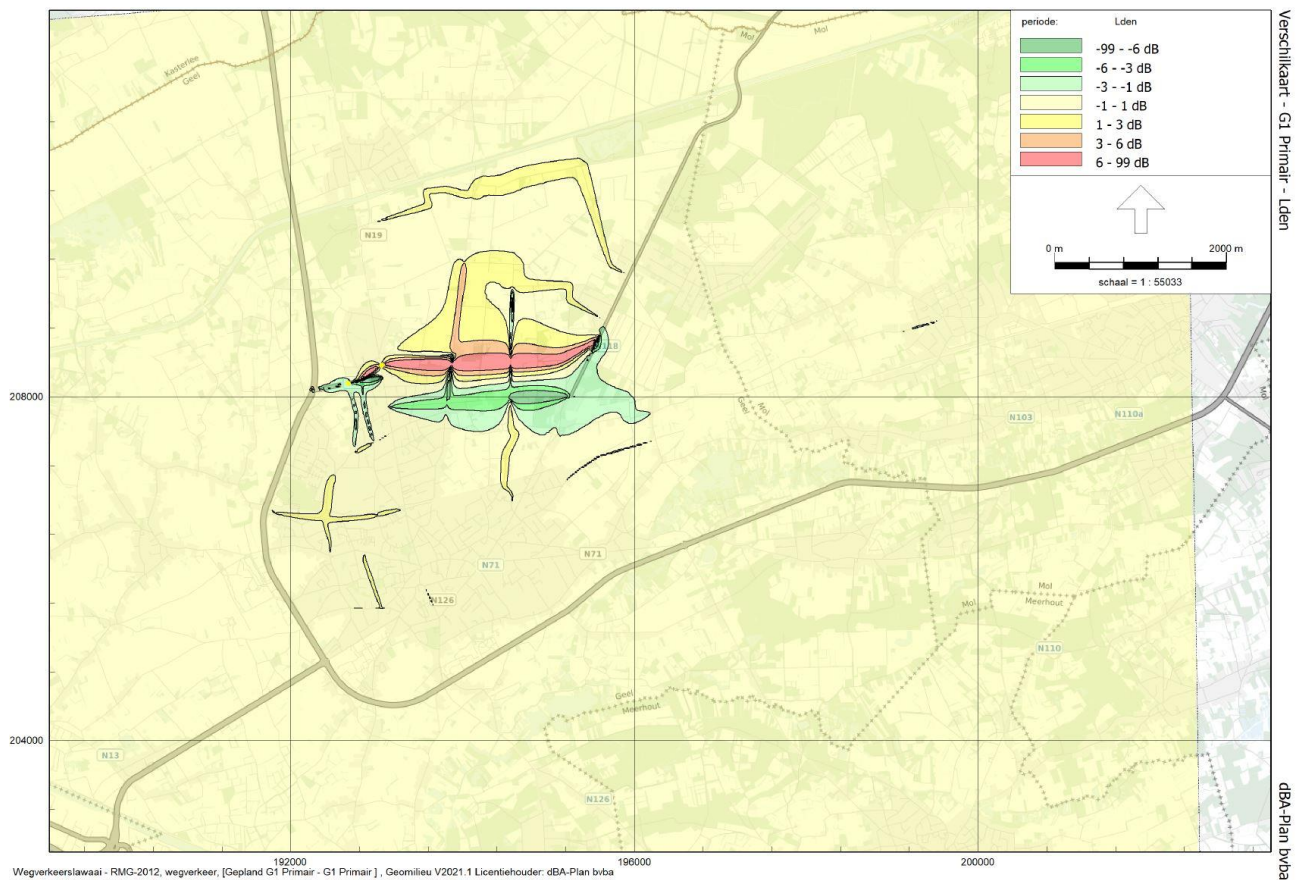 periode: Lden
-99 - -6 dB
-6 - -3 dB
-3 - -1 dB
-1 - 1 dB
1 - 3 dB
3 - 6 dB
6 - 99 dB
0 m 2000 m
schaal = 1 : 55033
Verschilkaart - G1 Primair - Lden
dBA-Plan bvba
Kasterlee
Geel
Mol
Mol
N19
208000
Geel
Mol
N103
N110a
Mol
N71
N71
N126
Mol
Mol
Meerhout
N110
Geel
Meerhout
204000
N13
N126
192000 196000 200000
Wegverkeerslawaai - RMG-2012, wegverkeer, [Gepland G1 Primair - G1 Primair ] , Geomilieu V2021.1 Licentiehouder: dBA-Plan bvba